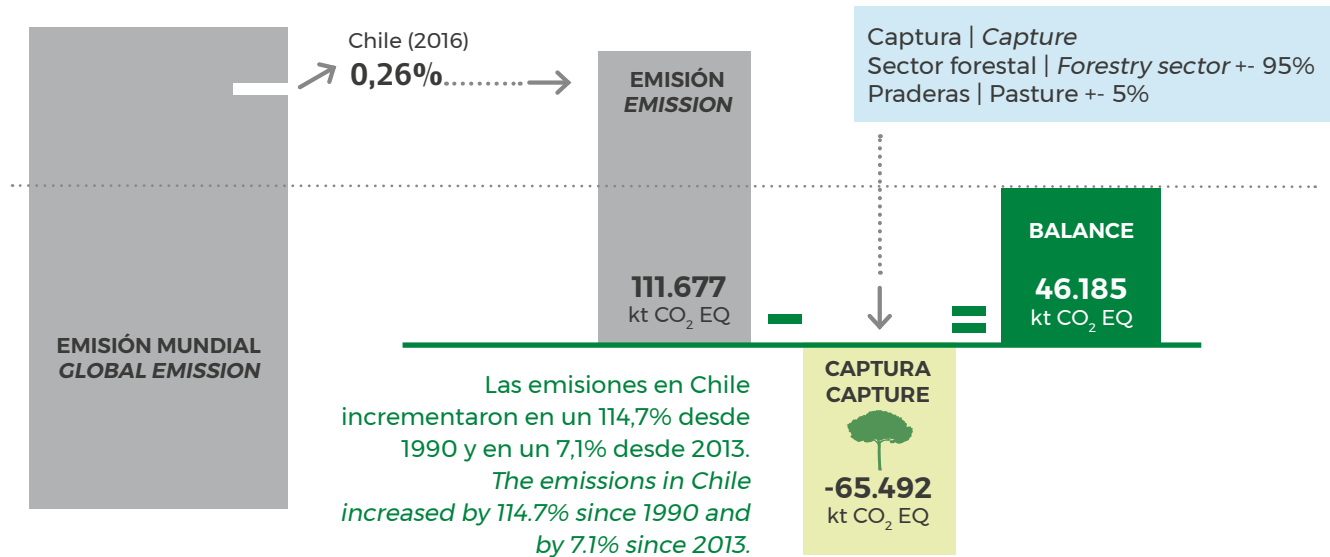 Chile (2016)
0,26%
EMISIÓN
EMISSION
Captura | Capture
Sector forestal | Forestry sector +- 95%
Praderas | Pasture +- 5%
EMISIÓN MUNDIAL
GLOBAL EMISSION
111.677
kt CO₂ EQ
BALANCE
46.185
kt CO₂ EQ
CAPTURA
CAPTURE
-65.492
kt CO₂ EQ
Las emisiones en Chile
incrementaron en un 114,7% desde
1990 y en un 7,1% desde 2013.
The emissions in Chile
increased by 114.7% since 1990 and
by 7.1% since 2013.